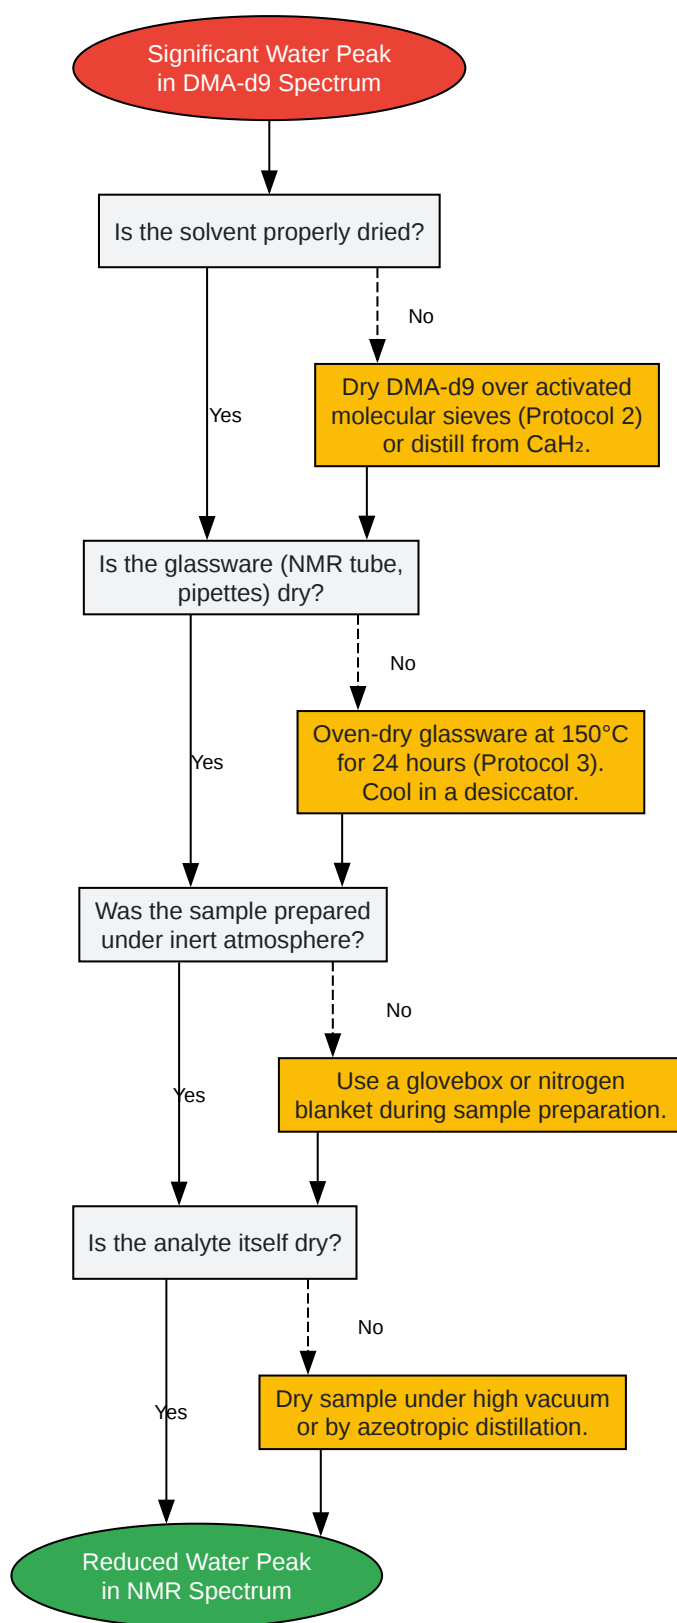 Significant Water Peak
in DMA-d9 Spectrum
Is the solvent properly dried?
No
Dry DMA-d9 over activated
molecular sieves (Protocol 2)
or distill from CaH₂.
Yes
Is the glassware (NMR tube,
pipettes) dry?
No
Oven-dry glassware at 150°C
for 24 hours (Protocol 3).
Cool in a desiccator.
Yes
Was the sample prepared
under inert atmosphere?
No
Use a glovebox or nitrogen
blanket during sample preparation.
Yes
Is the analyte itself dry?
No
Dry sample under high vacuum
or by azeotropic distillation.
Yes
Reduced Water Peak
in NMR Spectrum